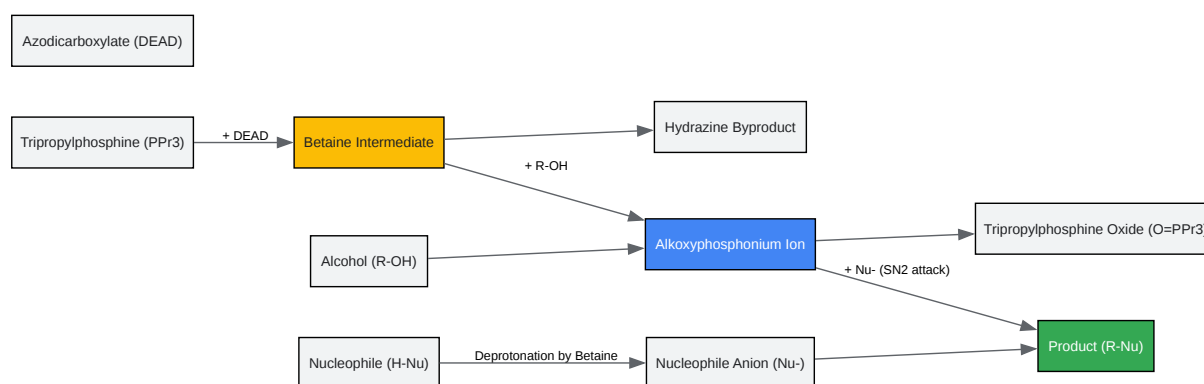 Azodicarboxylate (DEAD)
Tripropylphosphine (PPr3)
+ DEAD
Betaine Intermediate
Hydrazine Byproduct
+ R-OH
Alcohol (R-OH)
Alkoxyphosphonium Ion
Tripropylphosphine Oxide (O=PPr3)
+ Nu- (SN2 attack)
Nucleophile (H-Nu)
Deprotonation by Betaine
Nucleophile Anion (Nu-)
Product (R-Nu)